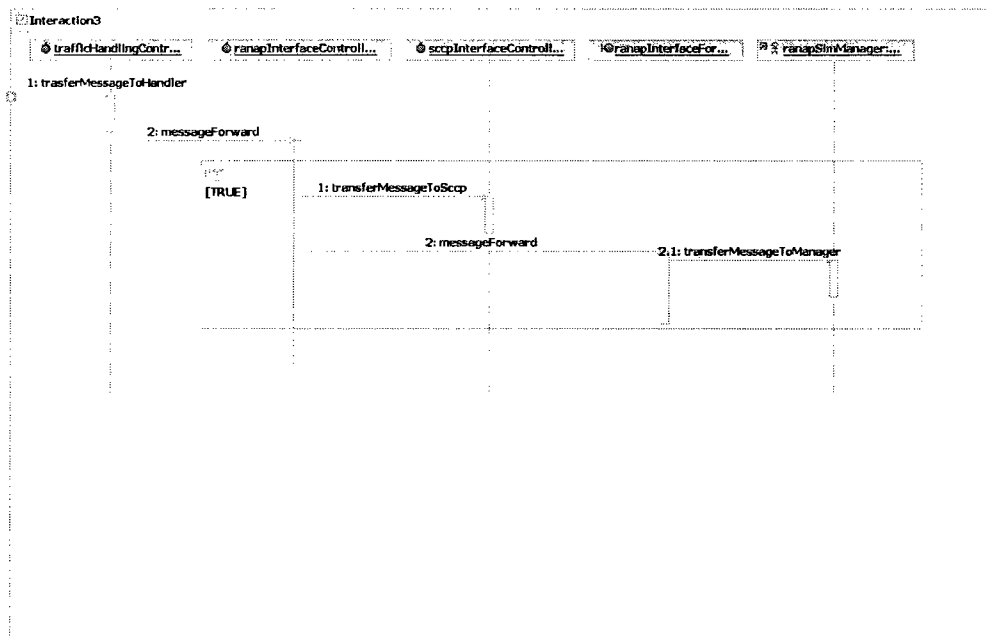 Interaction3
trafficHandlingContr...
ranapInterfaceControll...
sccpInterfaceControll...
ranapInterfaceFor...
ranapSimManager:...
1: trasferMessageToHandler
2: messageForward
[TRUE]
1: transferMessageToSccp
2: messageForward
2.1: transferMessageToManager